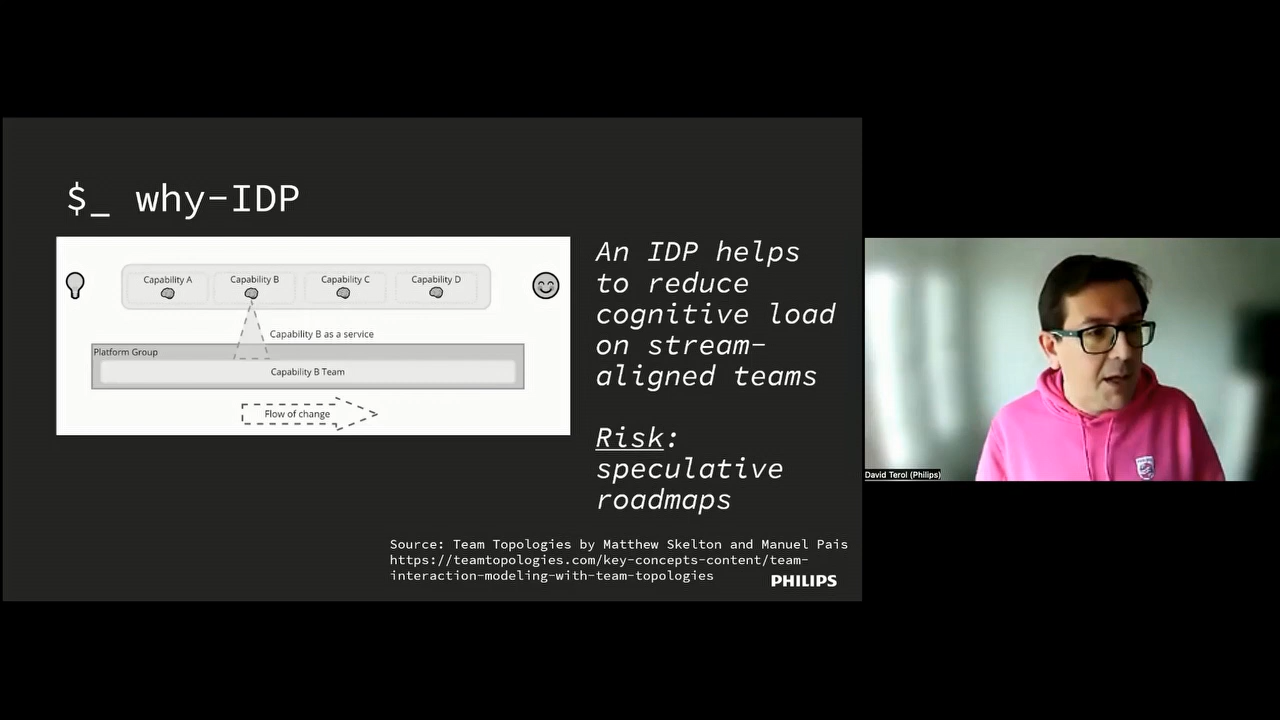 $_ why-IDP
Capability A
Capability B
Capability C
Capability D
Capability B as a service
Platform Group
Capability B Team
Flow of change
An IDP helps
to reduce
cognitive load
on stream-
aligned teams
Risk:
speculative
roadmaps
Source: Team Topologies by Matthew Skelton and Manuel Pais
https://teamtopologies.com/key-concepts-content/team-
interaction-modeling-with-team-topologies
PHILIPS
David Terol (Philips)